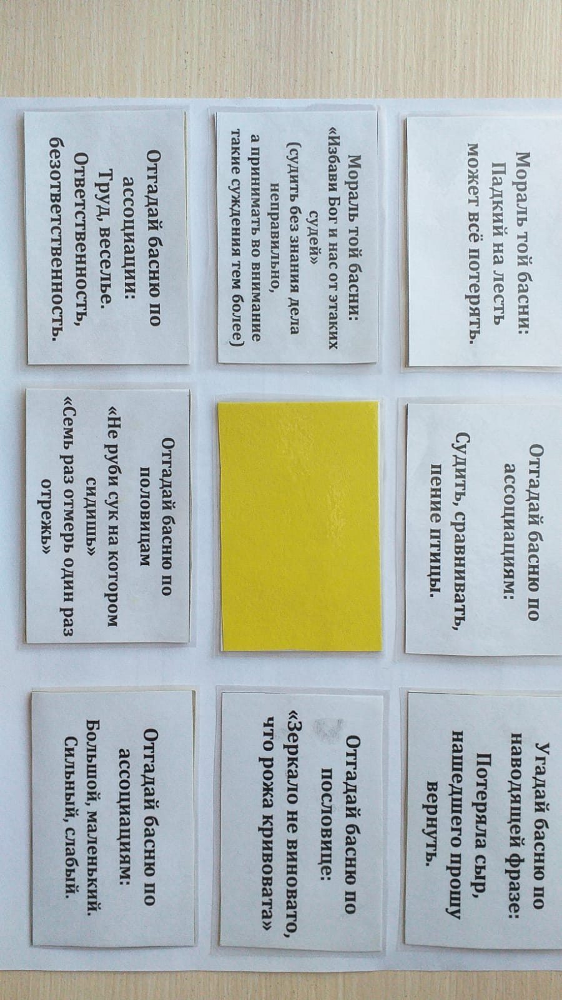 Мораль той басни:
Падкий на лесть
может всё потерять.
Отгадай басню по
ассоциациям:
Судить, сравнивать,
пение птицы.
Угадай басню по
наводящей фразе:
Потеряла сыр,
нашедшего прошу
вернуть.
Мораль той басни:
«Избави Бог и нас от этаких
судей»
(судить без знания дела
неправильно,
а принимать во внимание
такие суждения тем более)
Отгадай басню по
пословице:
«Зеркало не виновато,
что рожа кривовата»
Отгадай басню по
ассоциации:
Труд, веселье.
Ответственность,
безответственность.
Отгадай басню по
половицам
«Не руби сук на котором
сидишь»
«Семь раз отмерь один раз
отрежь»
Отгадай басню по
ассоциациям:
Большой, маленький.
Сильный, слабый.